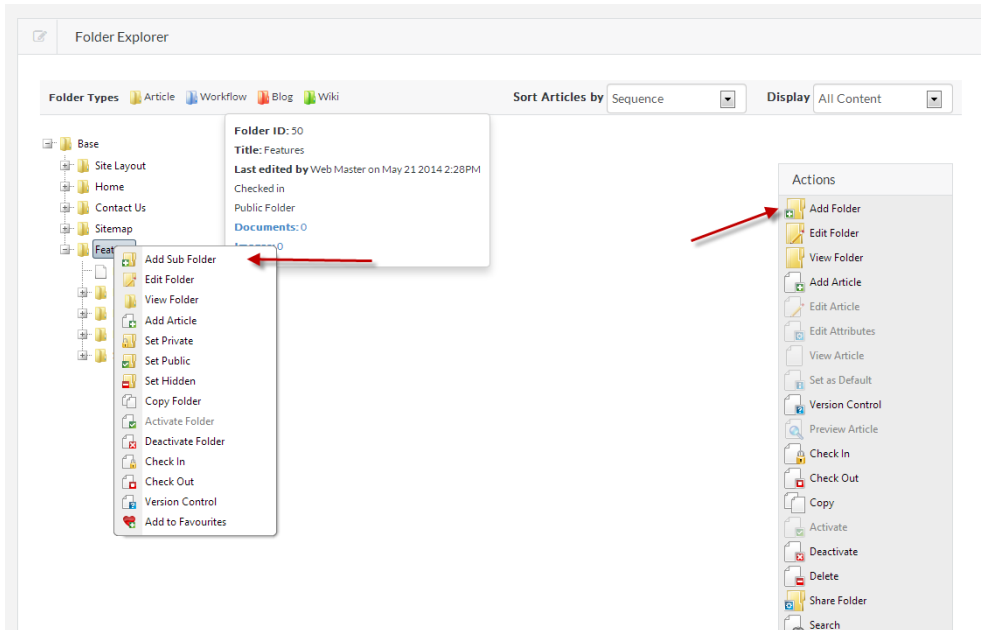 Folder Explorer
Folder Types Article Workflow Blog Wiki Sort Articles by Sequence Display All Content
Folder ID: 50
Title: Features
Last edited by Web Master on May 21 2014 2:28PM
Checked in
Public Folder
Documents: 0
Images: 0
Base
Site Layout
Home
Contact Us
Sitemap
Feat
Add Sub Folder
Edit Folder
View Folder
Add Article
Set Private
Set Public
Set Hidden
Copy Folder
Activate Folder
Deactivate Folder
Check In
Check Out
Version Control
Add to Favourites
Actions
Add Folder
Edit Folder
View Folder
Add Article
Edit Article
Edit Attributes
View Article
Set as Default
Version Control
Preview Article
Check In
Check Out
Copy
Activate
Deactivate
Delete
Share Folder
Search